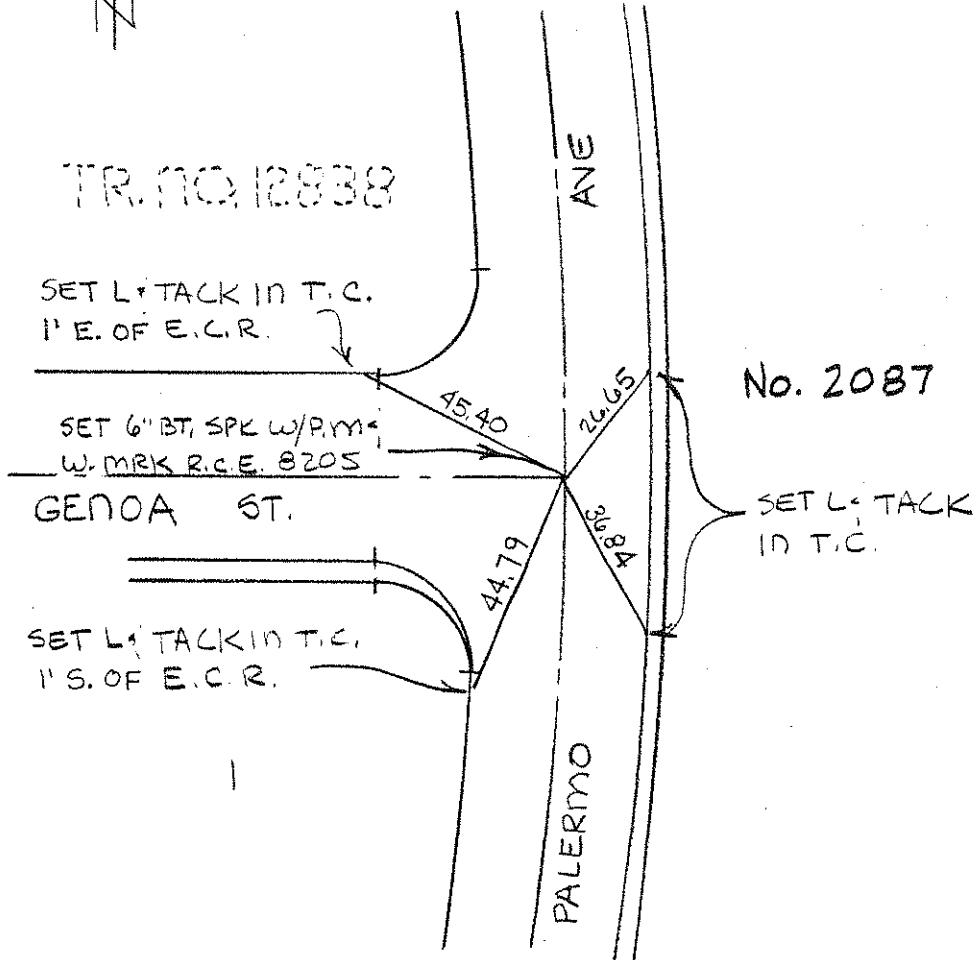 N
TR. NO. 12838
AVE
SET L & TACK IN T.C.
1' E. OF E.C.R.
45.40
26.65
No. 2087
SET 6" BT. SPK W/P.M &
W. MRK R.C.E. 8205
GENOA ST.
SET L & TACK
IN T.C.
44.79
36.84
SET L & TACK IN T.C.
1' S. OF E.C.R.
1
PALERMO